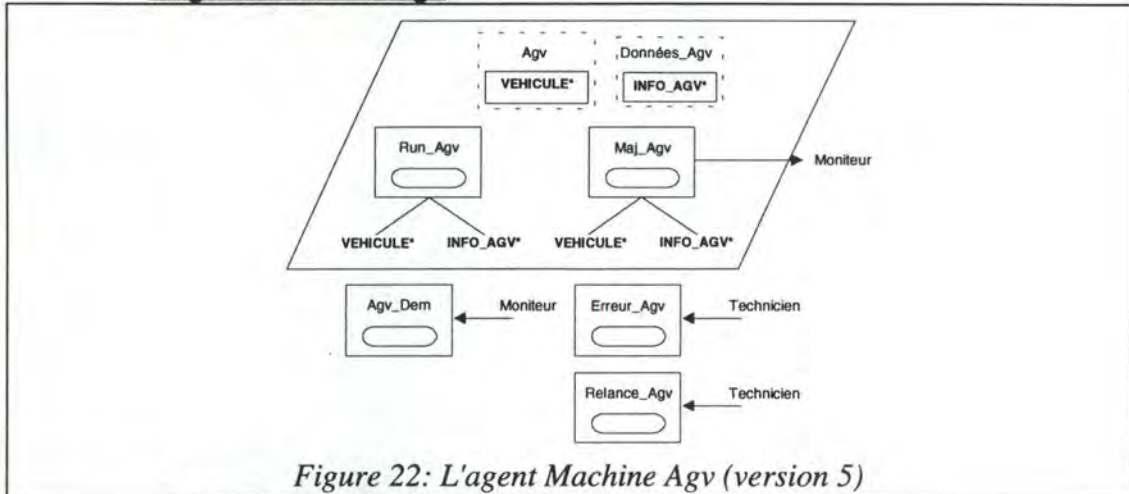 Agv Données_Agv
VEHICULE* INFO_AGV*
Run_Agv Maj_Agv
Moniteur
VEHICULE* INFO_AGV* VEHICULE* INFO_AGV*
Agv_Dem Moniteur Erreur_Agv Technicien
Relance_Agv Technicien
Figure 22: L'agent Machine Agv (version 5)